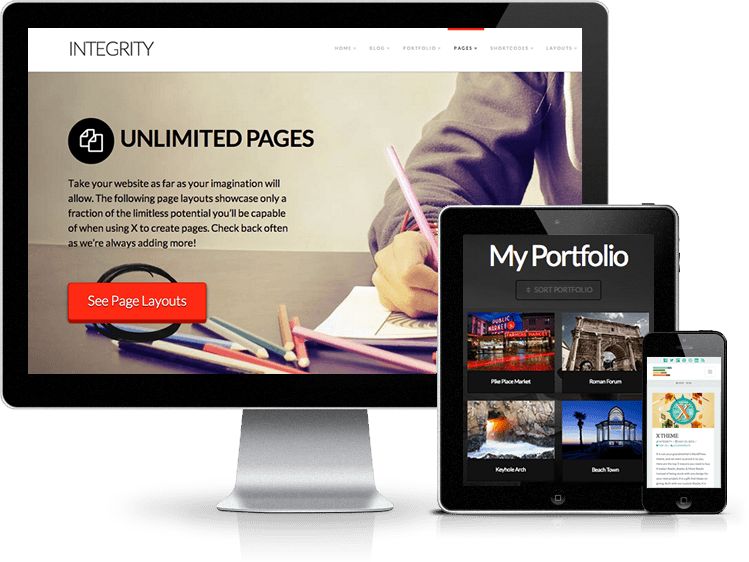 INTEGRITY
HOME
BLOG
PORTFOLIO
PAGES
SHORTCODES
LAYOUTS
UNLIMITED PAGES
Take your website as far as your imagination will
allow. The following page layouts showcase only a
fraction of the limitless potential you'll be capable
of when using X to create pages. Check back often
as we're always adding more!
See Page Layouts
My Portfolio
SORT PORTFOLIO
PUBLIC MARKET
FARMERS MARKET
Pike Place Market
Roman Forum
Keyhole Arch
Beach Town
X THEME